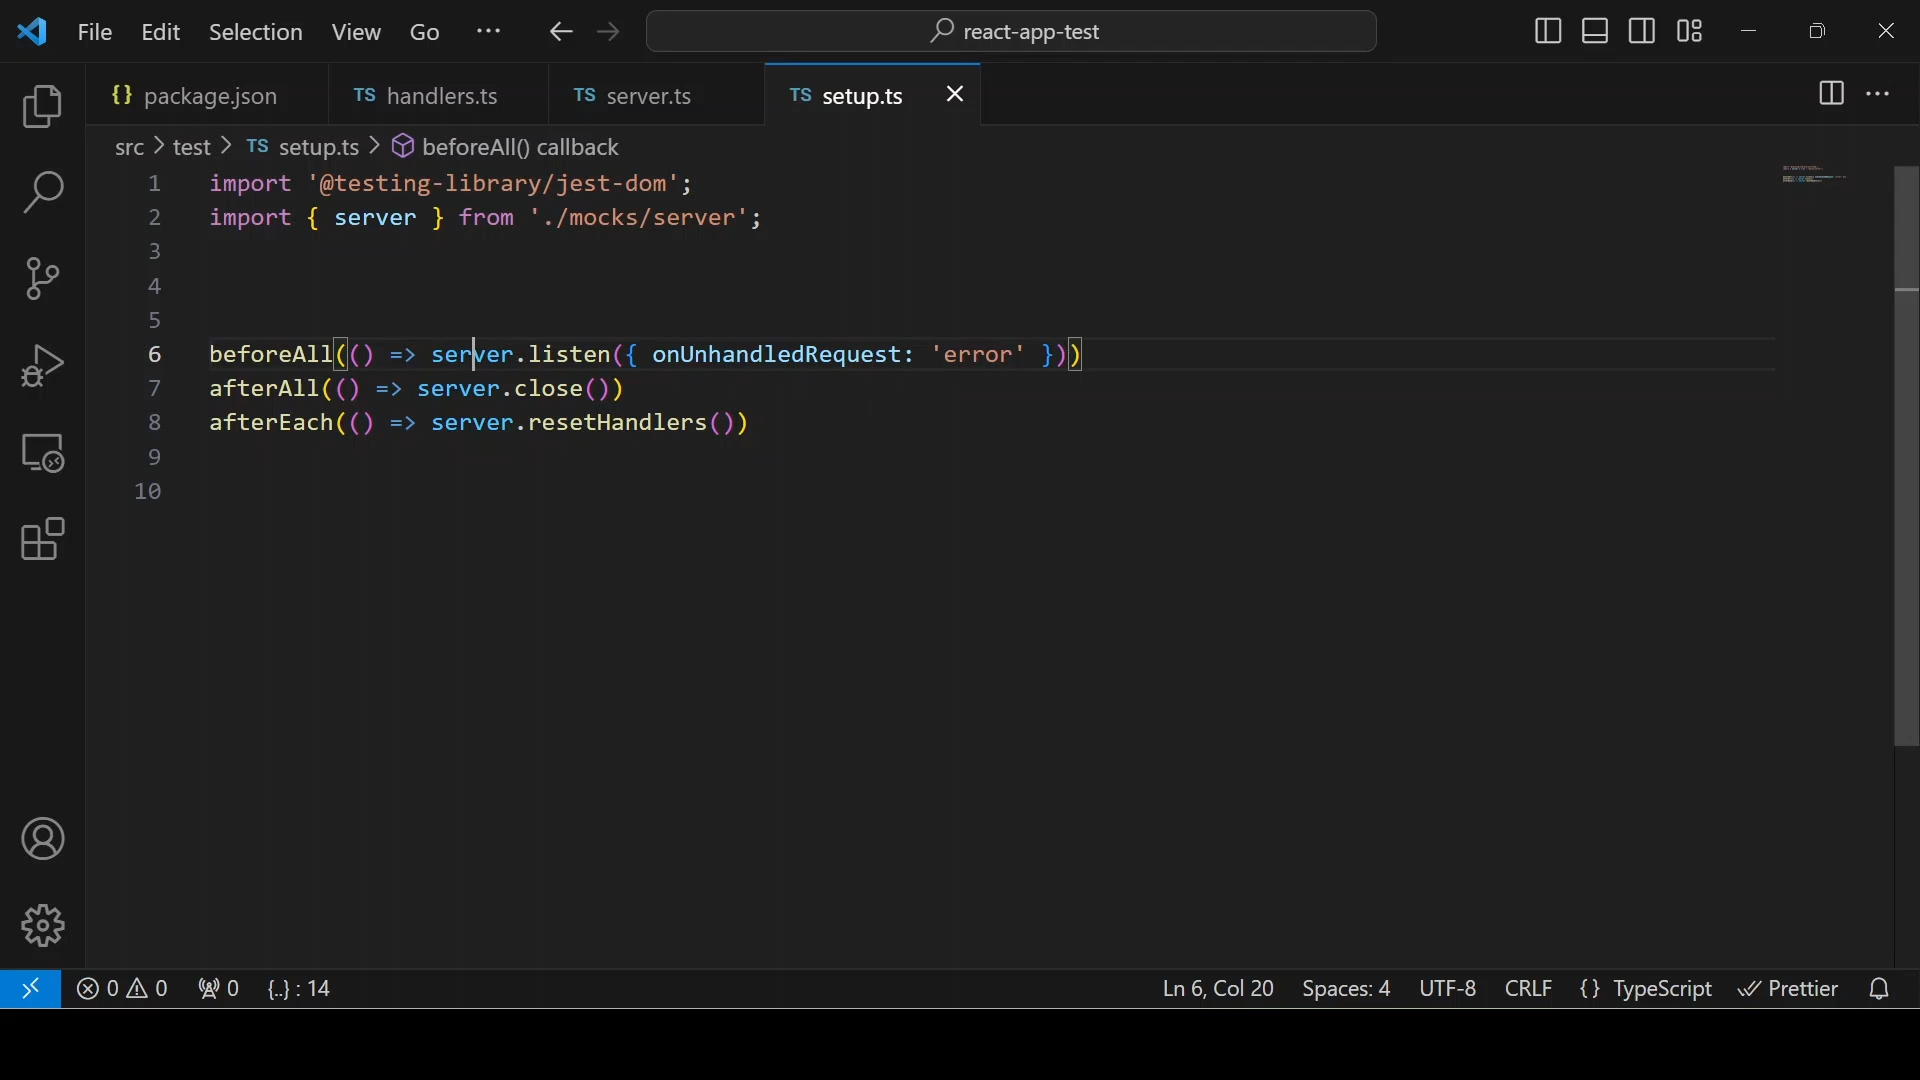 File Edit Selection View Go ··· react-app-test
{} package.json TS handlers.ts TS server.ts TS setup.ts
src > test > TS setup.ts > beforeAll() callback
1 import '@testing-library/jest-dom';
2 import { server } from './mocks/server';
3
4
5
6 beforeAll(() => server.listen({ onUnhandledRequest: 'error' }))
7 afterAll(() => server.close())
8 afterEach(() => server.resetHandlers())
9
10
0 0 0 {..} : 14 Ln 6, Col 20 Spaces: 4 UTF-8 CRLF {} TypeScript Prettier